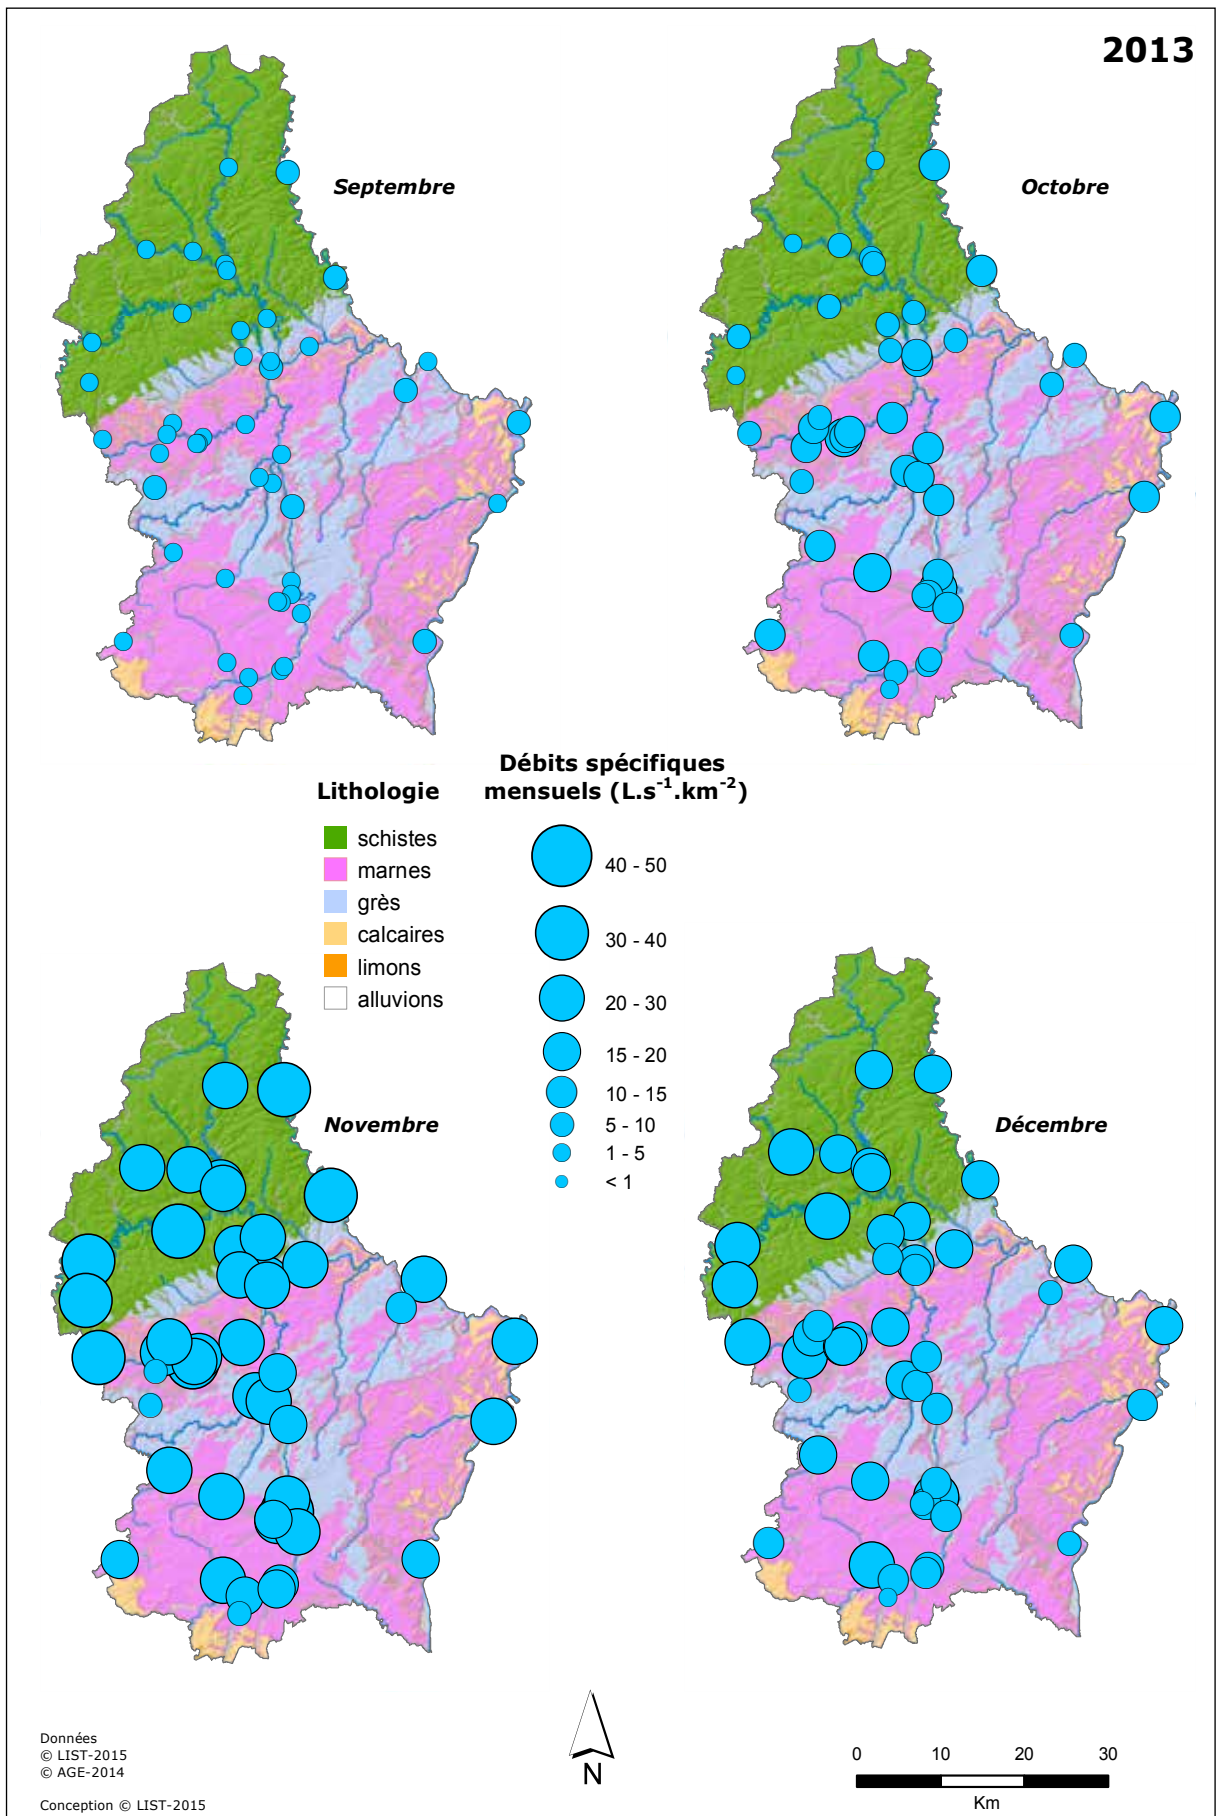 2013
Septembre
Octobre
Lithologie
schistes
marnes
grès
calcaires
limons
alluvions
Débits spécifiques
mensuels (L.s⁻¹.km⁻²)
40 - 50
30 - 40
20 - 30
15 - 20
10 - 15
5 - 10
1 - 5
< 1
Novembre
Décembre
Données
© LIST-2015
© AGE-2014
Conception © LIST-2015
N
0 10 20 30
Km